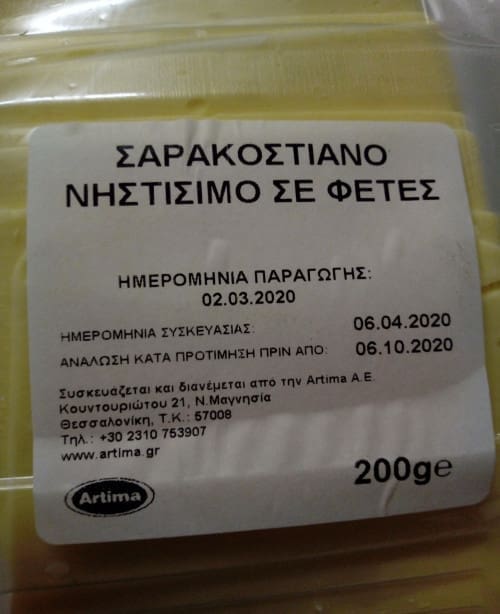 ΣΑΡΑΚΟΣΤΙΑΝΟ
ΝΗΣΤΙΣΙΜΟ ΣΕ ΦΕΤΕΣ
ΗΜΕΡΟΜΗΝΙΑ ΠΑΡΑΓΩΓΗΣ:
02.03.2020
ΗΜΕΡΟΜΗΝΙΑ ΣΥΣΚΕΥΑΣΙΑΣ: 06.04.2020
ΑΝΑΛΩΣΗ ΚΑΤΑ ΠΡΟΤΙΜΗΣΗ ΠΡΙΝ ΑΠΟ: 06.10.2020
Συσκευάζεται και διανέμεται από την Artima A.E.
Κουντουριώτου 21, Ν.Μαγνησία
Θεσσαλονίκη, Τ.Κ.: 57008
Τηλ.: +30 2310 753907
www.artima.gr
Artima
200g℮